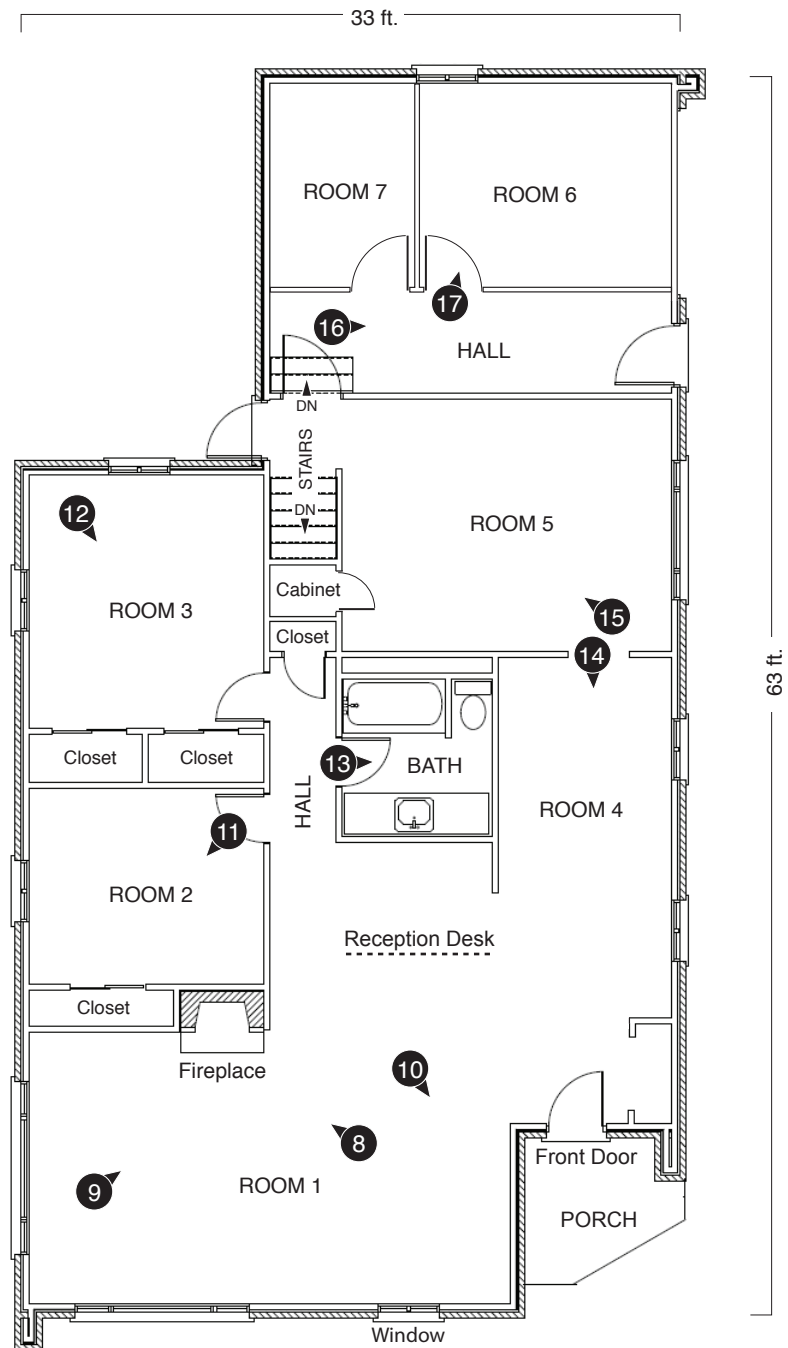 33 ft.
ROOM 7
ROOM 6
17
16
HALL
DN
STAIRS
DN
12
ROOM 5
ROOM 3
Cabinet
15
Closet
14
63 ft.
Closet
Closet
13
BATH
HALL
ROOM 4
11
ROOM 2
Reception Desk
Closet
Fireplace
10
8
9
ROOM 1
Front Door
PORCH
Window